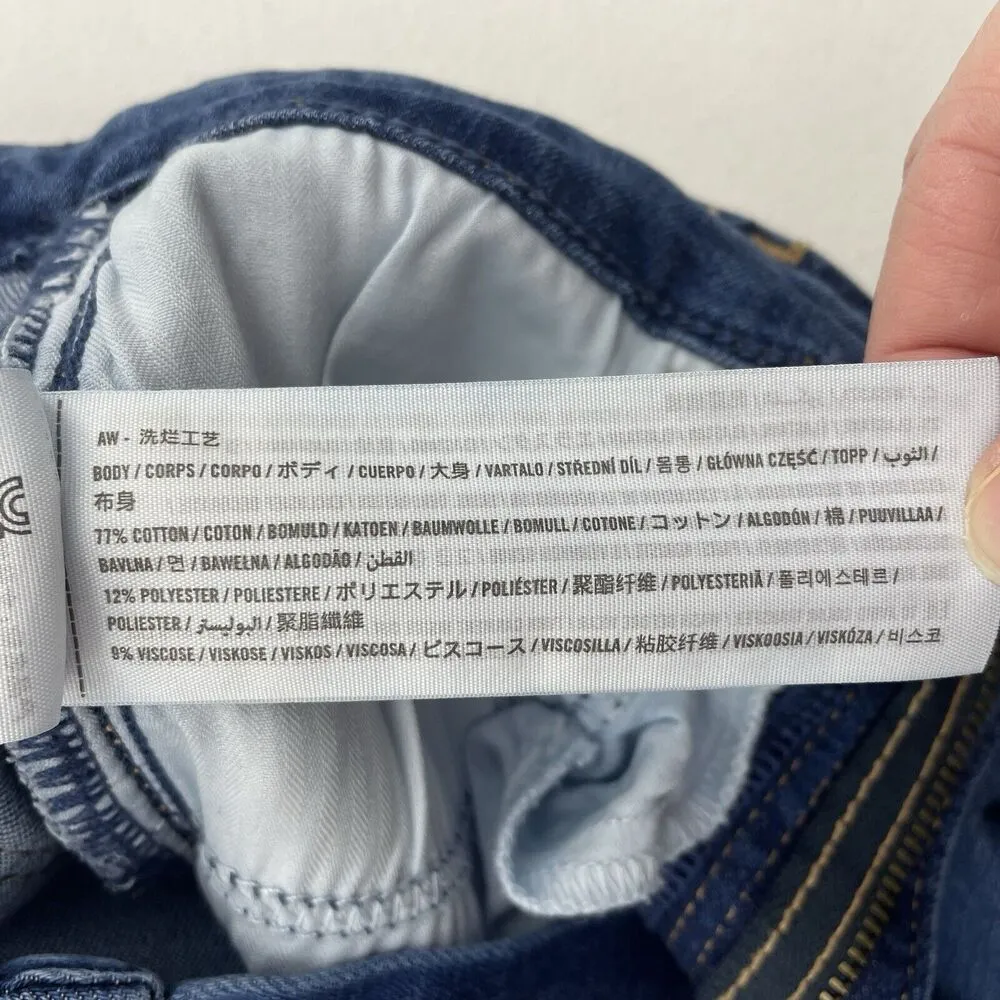 AW - 洗烂工艺
BODY / CORPS / CORPO / ボディ / CUERPO / 大身 / VARTALO / STŘEDNÍ DÍL / 몸통 / GŁÓWNA CZĘŚĆ / TOPP / الثوب /
布身
77% COTTON / COTON / BOMULD / KATOEN / BAUMWOLLE / BOMULL / COTONE / コットン / ALGODÓN / 棉 / PUUVILLAA /
BAVLNA / 면 / BAWEŁNA / ALGODÃO / القطن
12% POLYESTER / POLIESTERE / ポリエステル / POLIÉSTER / 聚酯纤维 / POLYESTERIÄ / 폴리에스테르 /
POLIESTER / البوليستر / 聚脂纖維
9% VISCOSE / VISKOSE / VISKOS / VISCOSA / ビスコース / VISCOSILLA / 粘胶纤维 / VISKOOSIA / VISKÓZA / 비스코